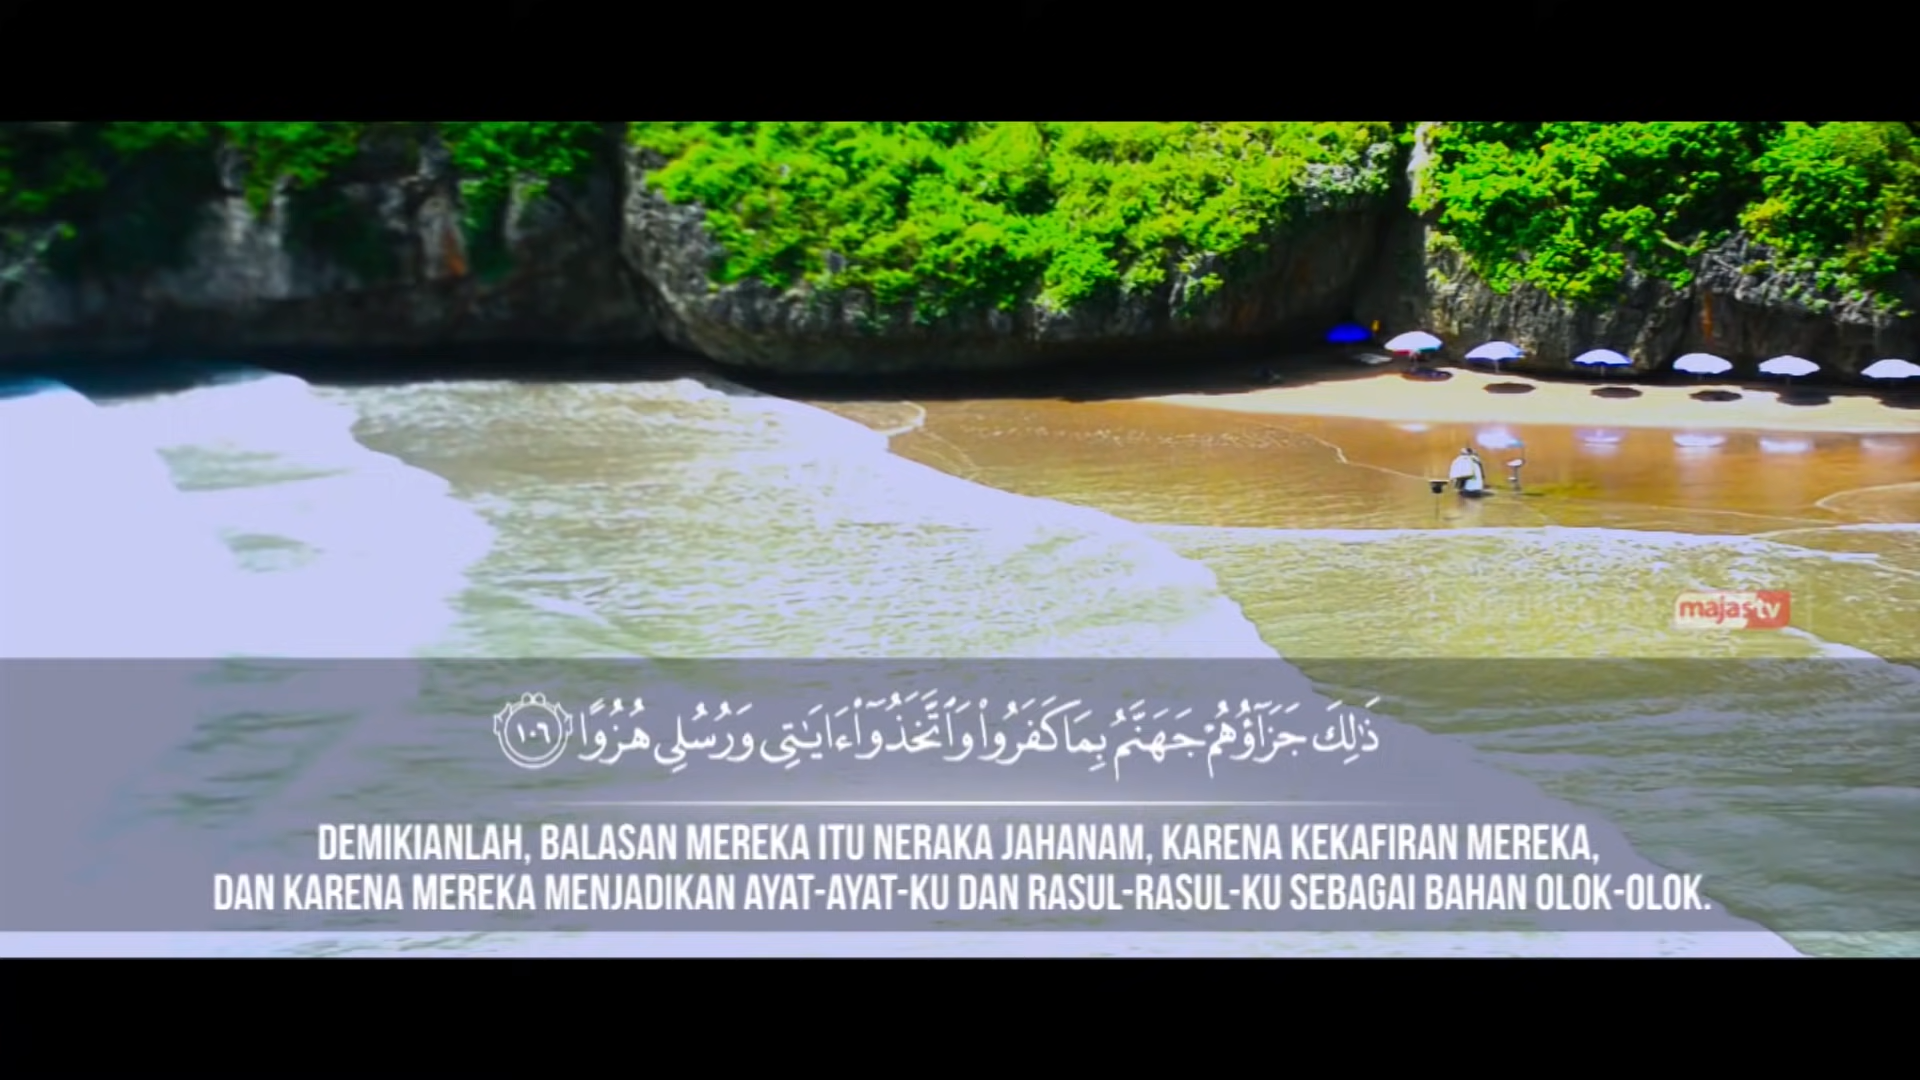 majas tv
ذَٰلِكَ جَزَآؤُهُمْ جَهَنَّمُ بِمَا كَفَرُوا۟ وَٱتَّخَذُوٓا۟ ءَايَـٰتِى وَرُسُلِى هُزُوًا ١٠٦
DEMIKIANLAH, BALASAN MEREKA ITU NERAKA JAHANAM, KARENA KEKAFIRAN MEREKA,
DAN KARENA MEREKA MENJADIKAN AYAT-AYAT-KU DAN RASUL-RASUL-KU SEBAGAI BAHAN OLOK-OLOK.